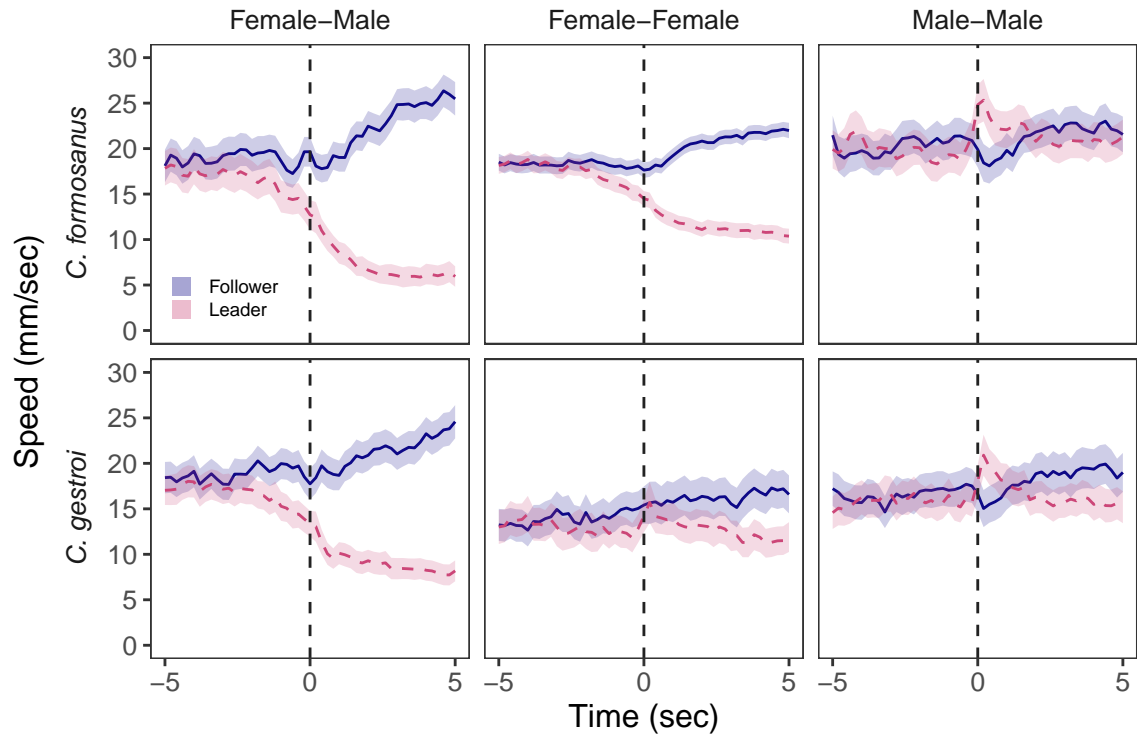 Female−Male
Female−Female
Male−Male
Speed (mm/sec)
C. formosanus
30
25
20
15
10
5
0
Follower
Leader
C. gestroi
30
25
20
15
10
5
0
−5 0 5
−5 0 5
−5 0 5
Time (sec)